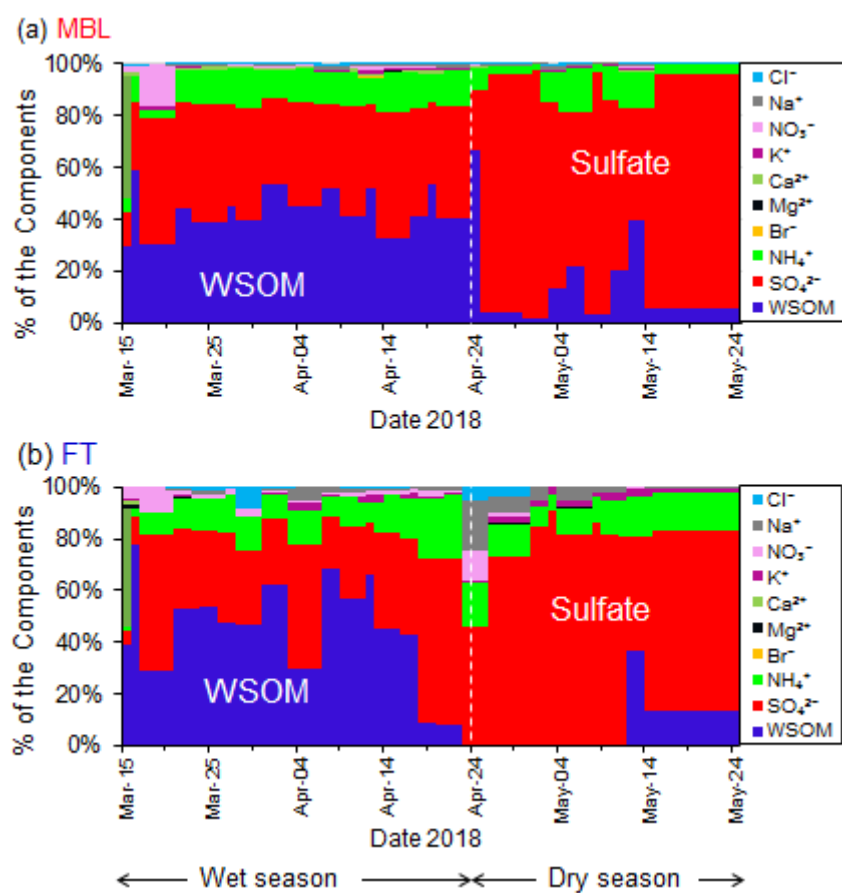 (a) MBL
% of the Components
100%
80%
60%
40%
20%
0%
Sulfate
WSOM
Cl⁻
Na⁺
NO₃⁻
K⁺
Ca²⁺
Mg²⁺
Br⁻
NH₄⁺
SO₄²⁻
WSOM
Mar-15
Mar-25
Apr-04
Apr-14
Apr-24
May-04
May-14
May-24
Date 2018
(b) FT
% of the Components
100%
80%
60%
40%
20%
0%
Sulfate
WSOM
Cl⁻
Na⁺
NO₃⁻
K⁺
Ca²⁺
Mg²⁺
Br⁻
NH₄⁺
SO₄²⁻
WSOM
Mar-15
Mar-25
Apr-04
Apr-14
Apr-24
May-04
May-14
May-24
Date 2018
Wet season
Dry season